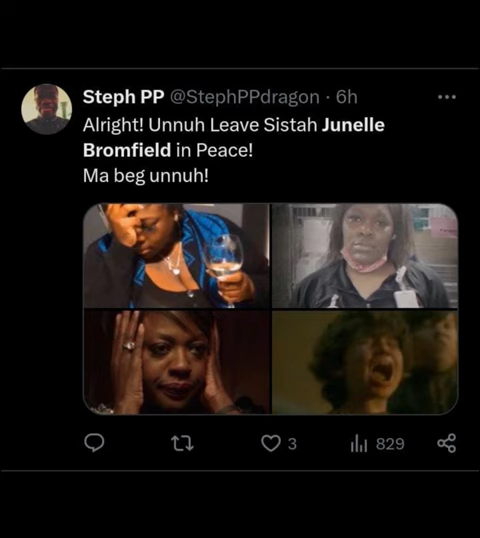 Steph PP @StephPPdragon · 6h
Alright! Unnuh Leave Sistah Junelle
Bromfield in Peace!
Ma beg unnuh!
3
829